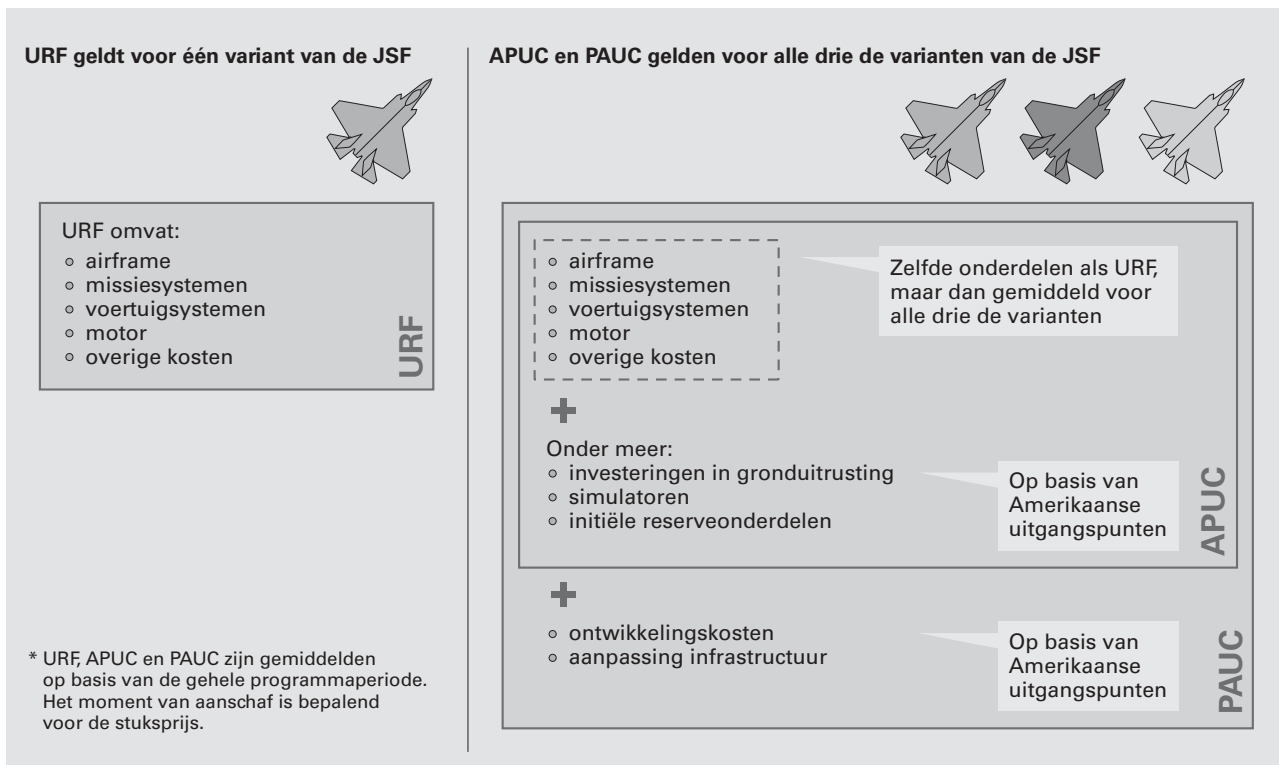 URF geldt voor één variant van de JSF
URF omvat:
airframe
missiesystemen
voertuigsystemen
motor
overige kosten
URF
* URF, APUC en PAUC zijn gemiddelden
op basis van de gehele programmaperiode.
Het moment van aanschaf is bepalend
voor de stuksprijs.
APUC en PAUC gelden voor alle drie de varianten van de JSF
airframe
missiesystemen
voertuigsystemen
motor
overige kosten
Zelfde onderdelen als URF,
maar dan gemiddeld voor
alle drie de varianten
+
Onder meer:
investeringen in gronduitrusting
simulatoren
initiële reserveonderdelen
Op basis van
Amerikaanse
uitgangspunten
APUC
+
ontwikkelingskosten
aanpassing infrastructuur
Op basis van
Amerikaanse
uitgangspunten
PAUC